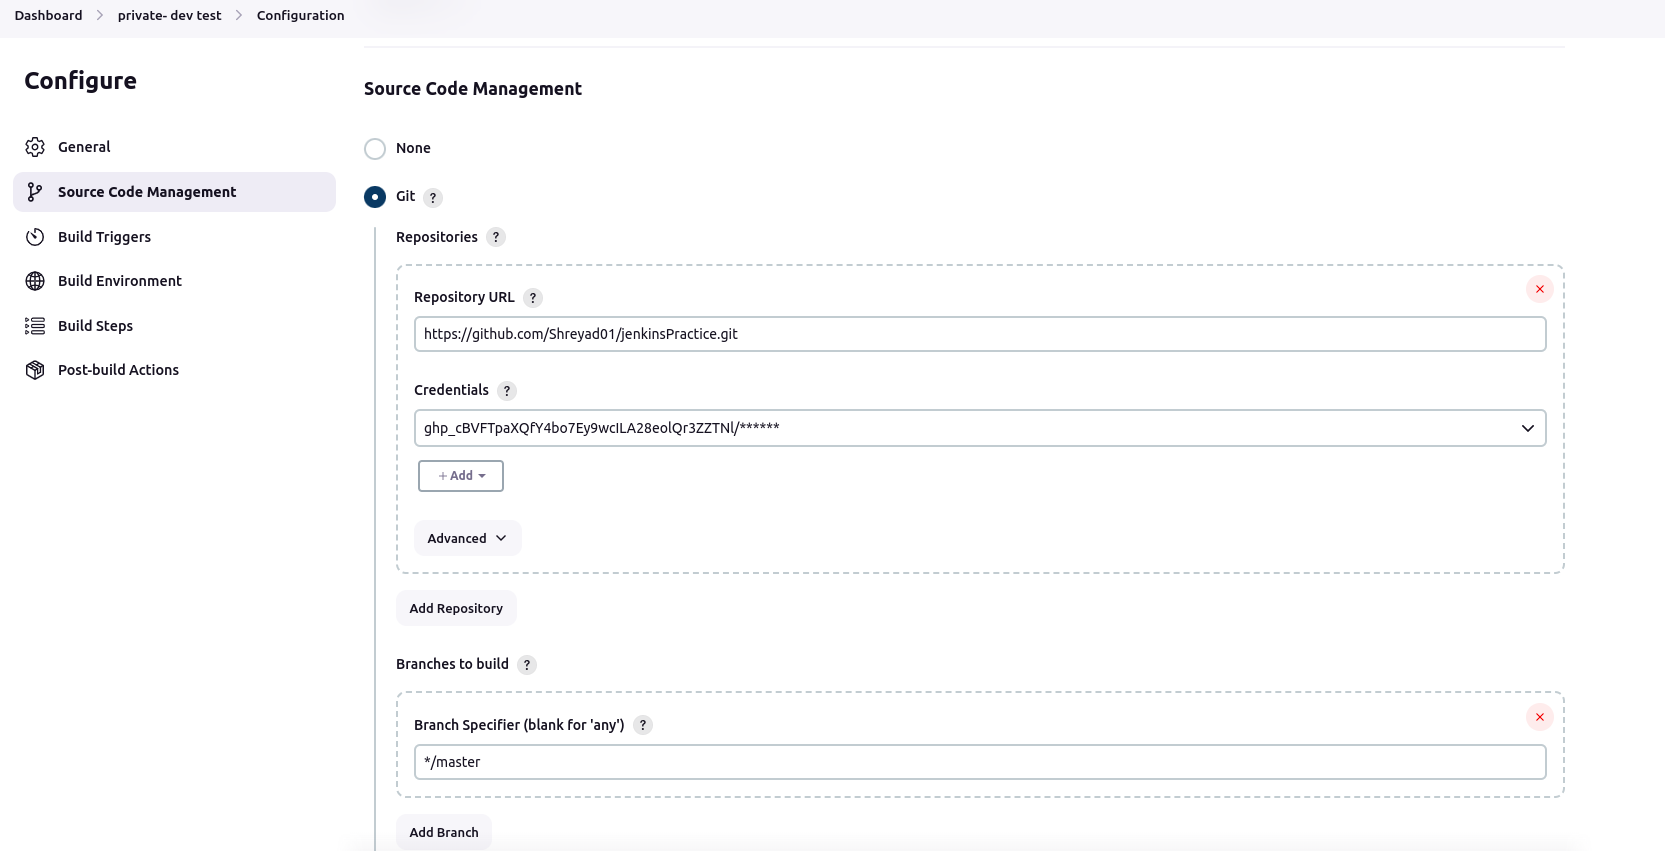 Dashboard > private- dev test > Configuration
Configure
General
Source Code Management
Build Triggers
Build Environment
Build Steps
Post-build Actions
Source Code Management
None
Git ?
Repositories ?
Repository URL ?
https://github.com/Shreyad01/jenkinsPractice.git
Credentials ?
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/******
+ Add
Advanced
Add Repository
Branches to build ?
Branch Specifier (blank for 'any') ?
*/master
Add Branch